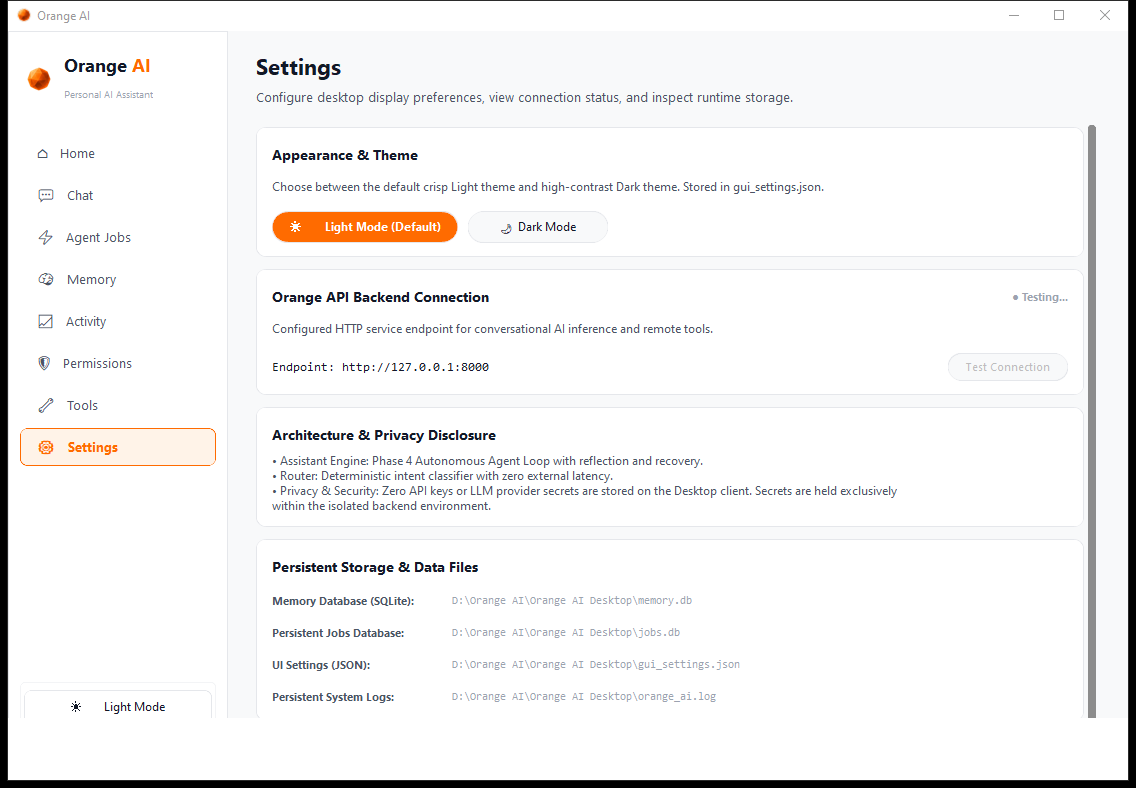 Orange AI
Orange AI
Personal AI Assistant
Home
Chat
Agent Jobs
Memory
Activity
Permissions
Tools
Settings
Light Mode
Settings
Configure desktop display preferences, view connection status, and inspect runtime storage.
Appearance & Theme
Choose between the default crisp Light theme and high-contrast Dark theme. Stored in gui_settings.json.
Light Mode (Default)
Dark Mode
Orange API Backend Connection
• Testing...
Configured HTTP service endpoint for conversational AI inference and remote tools.
Endpoint: http://127.0.0.1:8000
Test Connection
Architecture & Privacy Disclosure
• Assistant Engine: Phase 4 Autonomous Agent Loop with reflection and recovery.
• Router: Deterministic intent classifier with zero external latency.
• Privacy & Security: Zero API keys or LLM provider secrets are stored on the Desktop client. Secrets are held exclusively
within the isolated backend environment.
Persistent Storage & Data Files
Memory Database (SQLite): D:\Orange AI\Orange AI Desktop\memory.db
Persistent Jobs Database: D:\Orange AI\Orange AI Desktop\jobs.db
UI Settings (JSON): D:\Orange AI\Orange AI Desktop\gui_settings.json
Persistent System Logs: D:\Orange AI\Orange AI Desktop\orange_ai.log